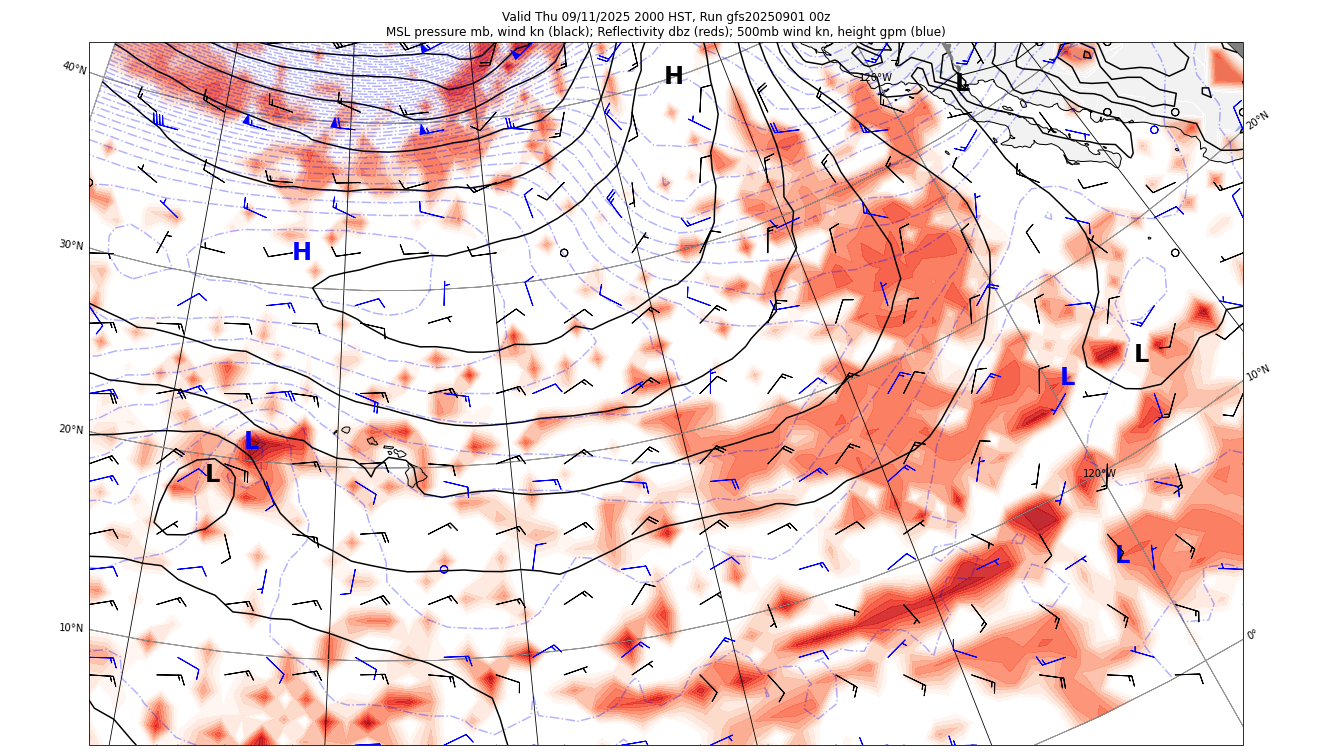 Valid Thu 09/11/2025 2000 HST, Run gfs20250901 00z
MSL pressure mb, wind kn (black); Reflectivity dbz (reds); 500mb wind kn, height gpm (blue)
40°N
H
120°W
L
20°N
30°N
H
L
L
10°N
20°N
L
L
120°W
L
10°N
0°